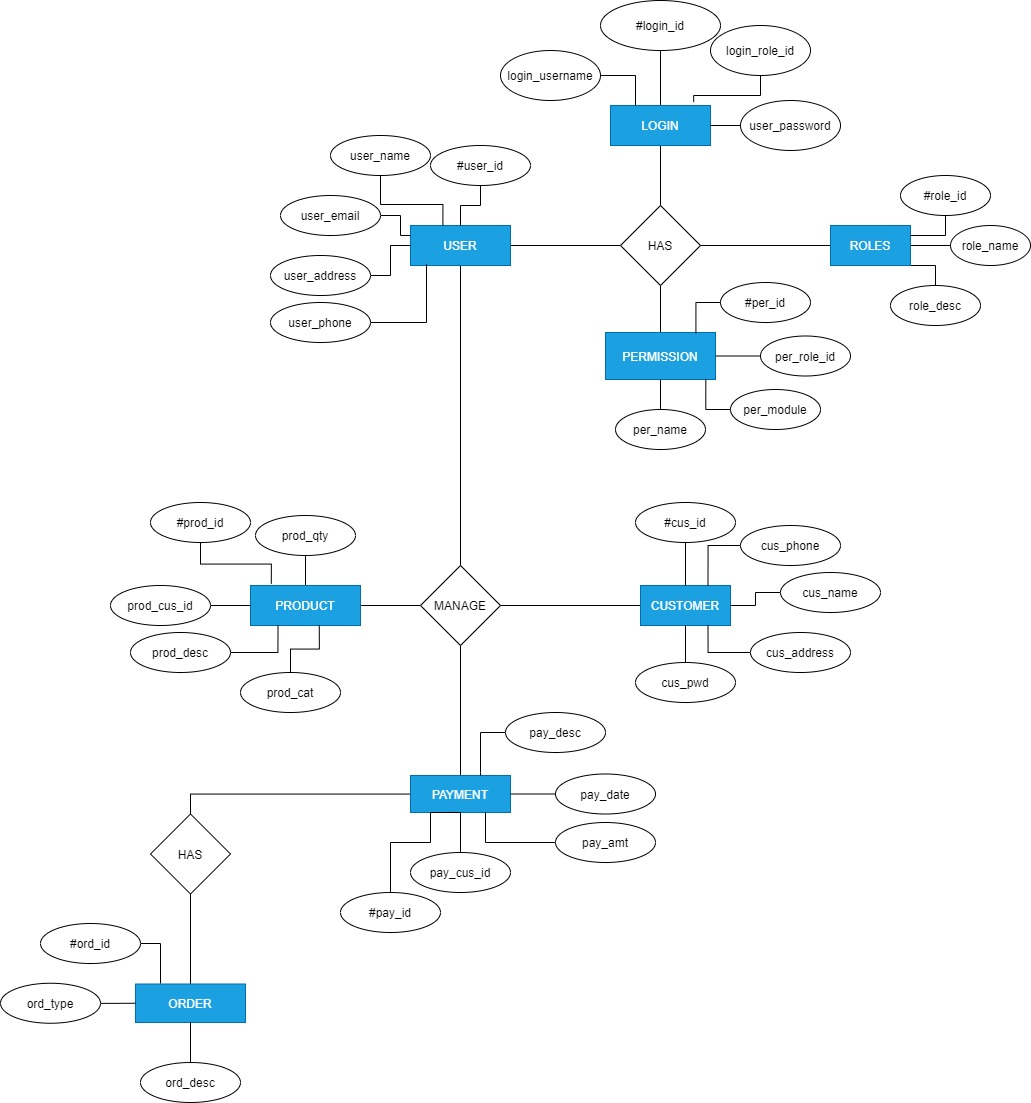 #login_id
login_role_id
login_username
LOGIN
user_password
user_name
#user_id
user_email
USER
HAS
ROLES
#role_id
role_name
role_desc
user_address
user_phone
#per_id
PERMISSION
per_role_id
per_module
per_name
#prod_id
prod_qty
prod_cus_id
PRODUCT
prod_desc
prod_cat
MANAGE
#cus_id
cus_phone
cus_name
CUSTOMER
cus_address
cus_pwd
pay_desc
PAYMENT
pay_date
pay_amt
pay_cus_id
#pay_id
HAS
#ord_id
ord_type
ORDER
ord_desc